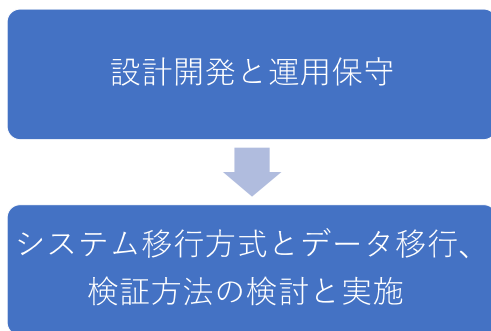 設計開発と運用保守
システム移行方式とデータ移行、
検証方法の検討と実施